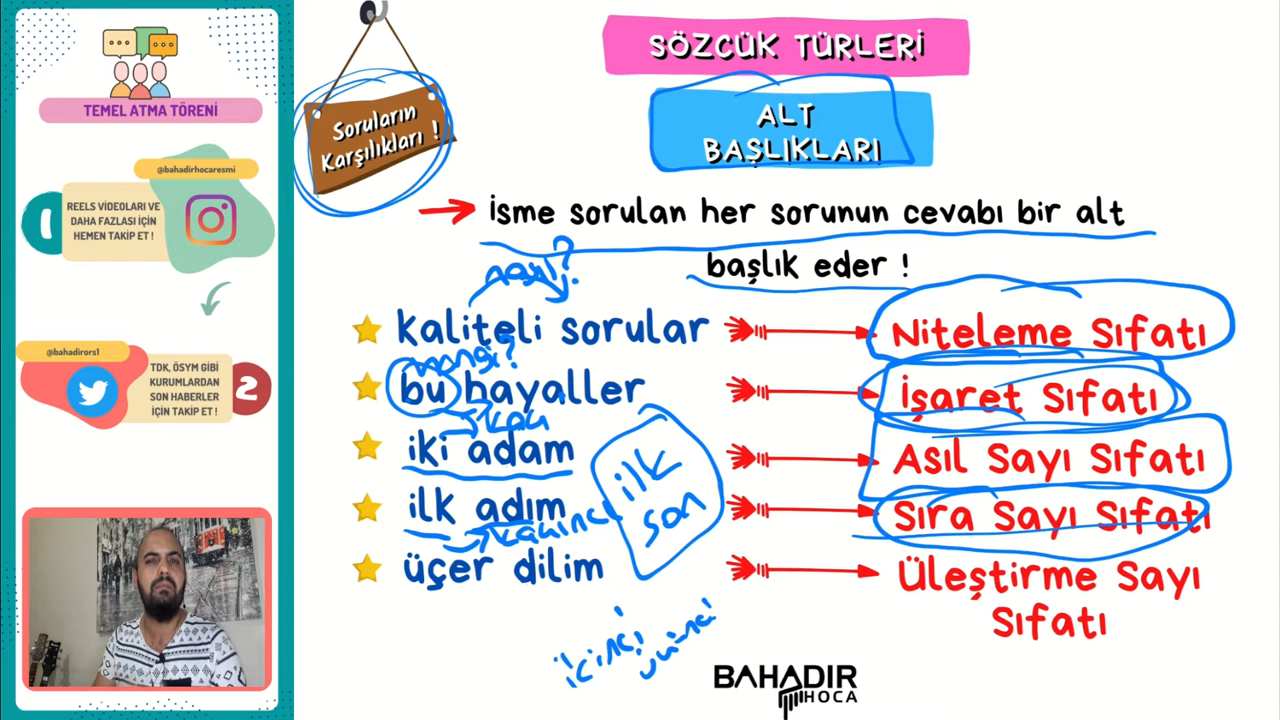 TEMEL ATMA TÖRENİ
@bahadirhocaresmi
1
REELS VİDEOLARI VE
DAHA FAZLASI İÇİN
HEMEN TAKİP ET !
@bahadirors1
TDK, ÖSYM GİBİ
KURUMLARDAN
SON HABERLER
İÇİN TAKİP ET !
2
Soruların
Karşılıkları !
SÖZCÜK TÜRLERİ
ALT
BAŞLIKLARI
İsme sorulan her sorunun cevabı bir alt
başlık eder !
nasıl?
kaliteli sorular
Niteleme Sıfatı
hangi?
bu hayaller
İşaret Sıfatı
kaç
iki adam
Asıl Sayı Sıfatı
ilk adım
Sıra Sayı Sıfatı
kaçıncı
ilk
son
üçer dilim
Üleştirme Sayı
Sıfatı
BAHADIR
HOCA